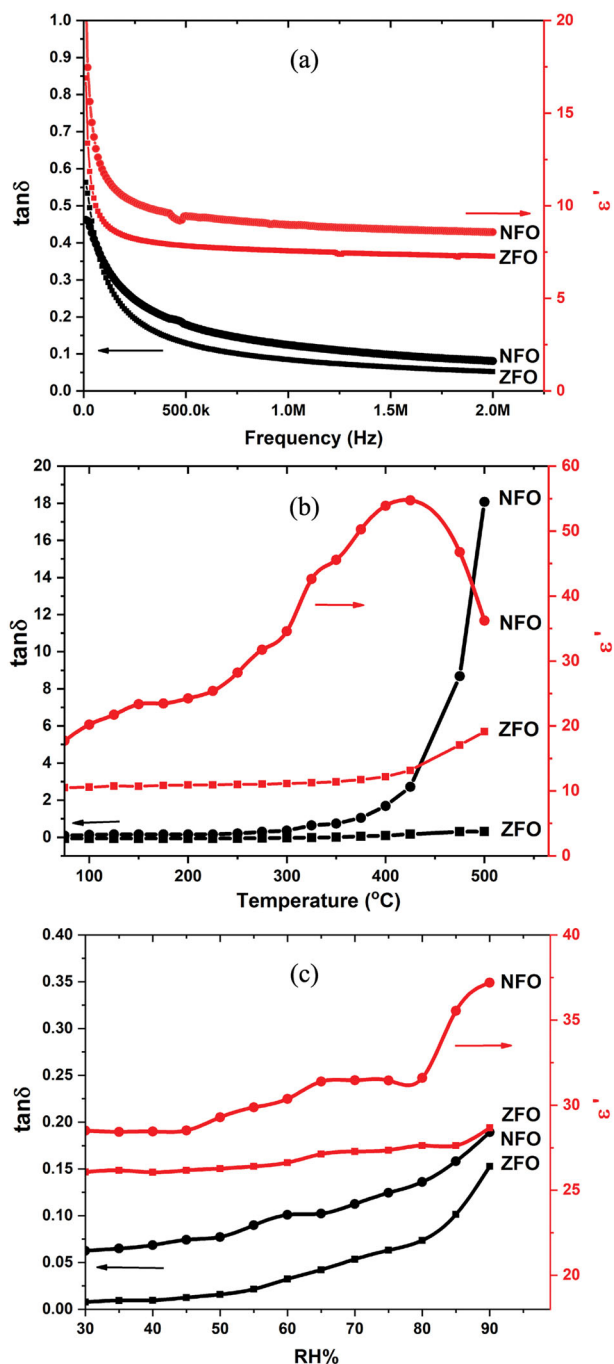 (a)
tanδ
1.0
0.9
0.8
0.7
0.6
0.5
0.4
0.3
0.2
0.1
0.0
20
15
10
5
0
ε'
NFO
ZFO
NFO
ZFO
0.0 500.0k 1.0M 1.5M 2.0M
Frequency (Hz)
(b)
tanδ
20
18
16
14
12
10
8
6
4
2
0
60
50
40
30
20
10
0
ε'
NFO
NFO
ZFO
ZFO
100 200 300 400 500
Temperature (°C)
(c)
tanδ
0.40
0.35
0.30
0.25
0.20
0.15
0.10
0.05
0.00
40
37
31
26
22
18
ε'
NFO
ZFO
NFO
ZFO
30 40 50 60 70 80 90
RH%